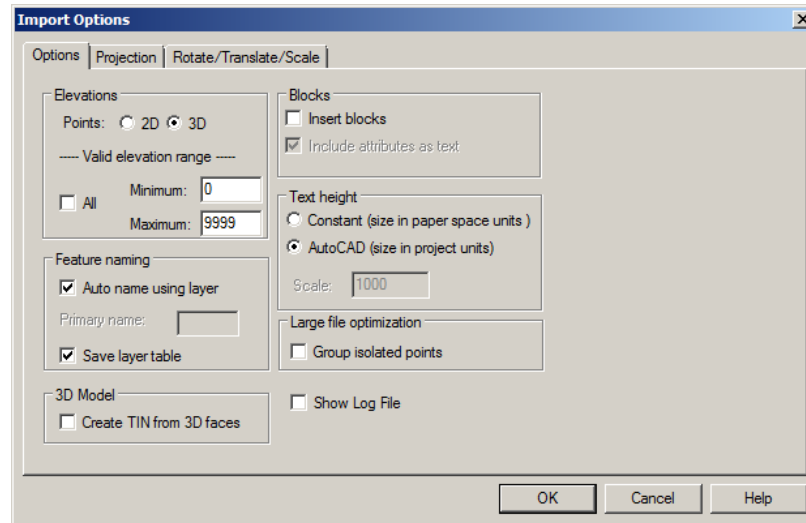 Import Options
Options Projection Rotate/Translate/Scale
Elevations
Points: 2D 3D
----- Valid elevation range -----
All
Minimum: 0
Maximum: 9999
Feature naming
Auto name using layer
Primary name:
Save layer table
3D Model
Create TIN from 3D faces
Blocks
Insert blocks
Include attributes as text
Text height
Constant (size in paper space units )
AutoCAD (size in project units)
Scale: 1000
Large file optimization
Group isolated points
Show Log File
OK Cancel Help